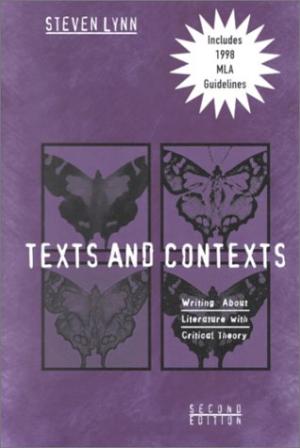 STEVEN LYNN
Includes
1998
MLA
Guidelines
TEXTS AND CONTEXTS
Writing About
Literature with
Critical Theory
SECOND
EDITION